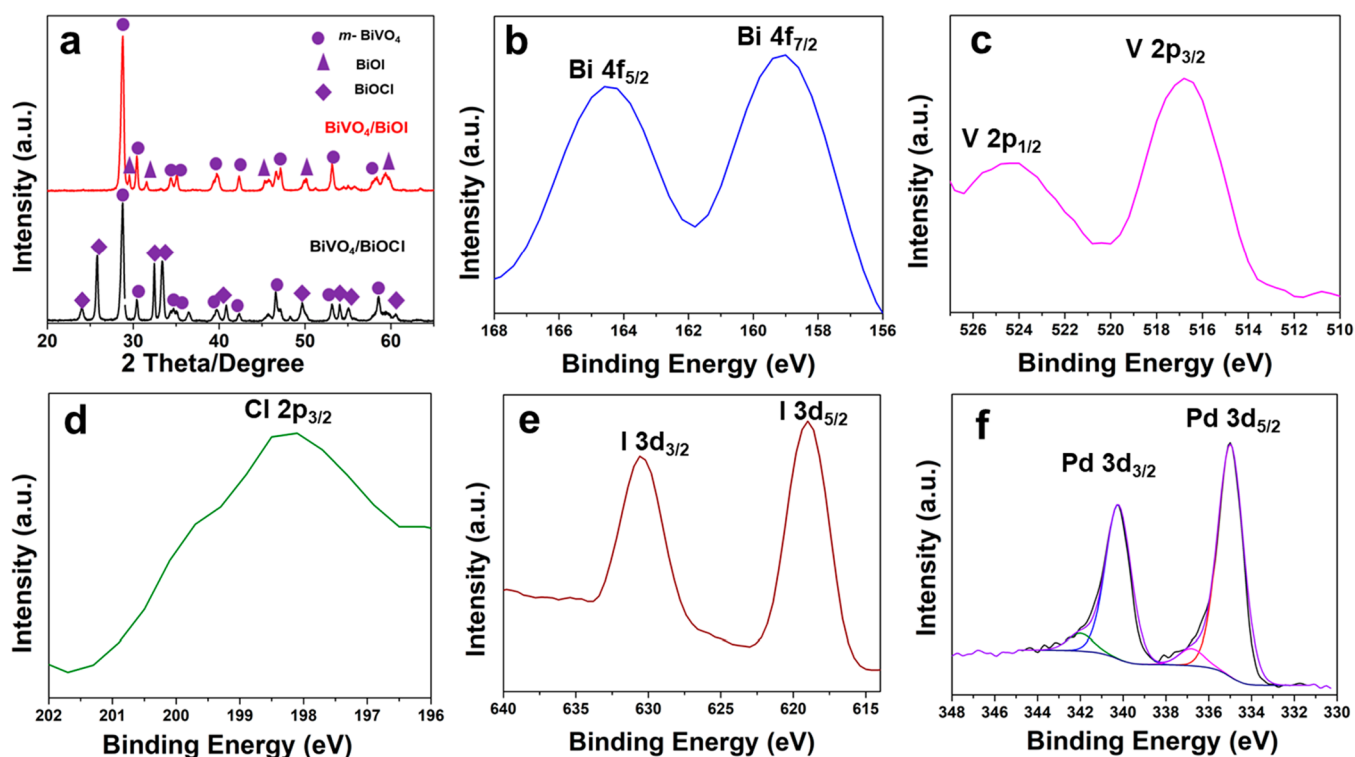 a
m- BiVO₄
BiOI
BiOCl
BiVO₄/BiOI
BiVO₄/BiOCl
Intensity (a.u.)
20 30 40 50 60
2 Theta/Degree
b
Bi 4f₅/₂
Bi 4f₇/₂
Intensity (a.u.)
168 166 164 162 160 158 156
Binding Energy (eV)
c
V 2p₁/₂
V 2p₃/₂
Intensity (a.u.)
526 524 522 520 518 516 514 512 510
Binding Energy (eV)
d
Cl 2p₃/₂
Intensity (a.u.)
202 201 200 199 198 197 196
Binding Energy (eV)
e
I 3d₃/₂
I 3d₅/₂
Intensity (a.u.)
640 635 630 625 620 615
Binding Energy (eV)
f
Pd 3d₃/₂
Pd 3d₅/₂
Intensity (a.u.)
348 346 344 342 340 338 336 334 332 330
Binding Energy (eV)